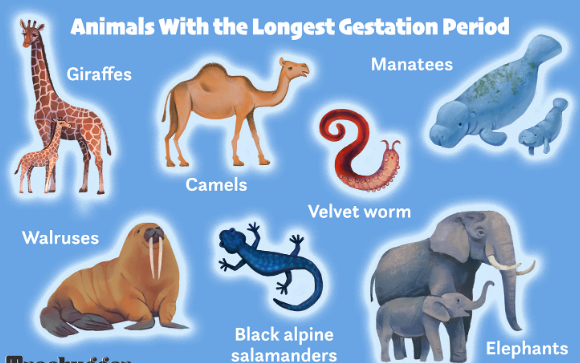 Animals With the Longest Gestation Period
Giraffes
Manatees
Camels
Velvet worm
Walruses
Black alpine
salamanders
Elephants